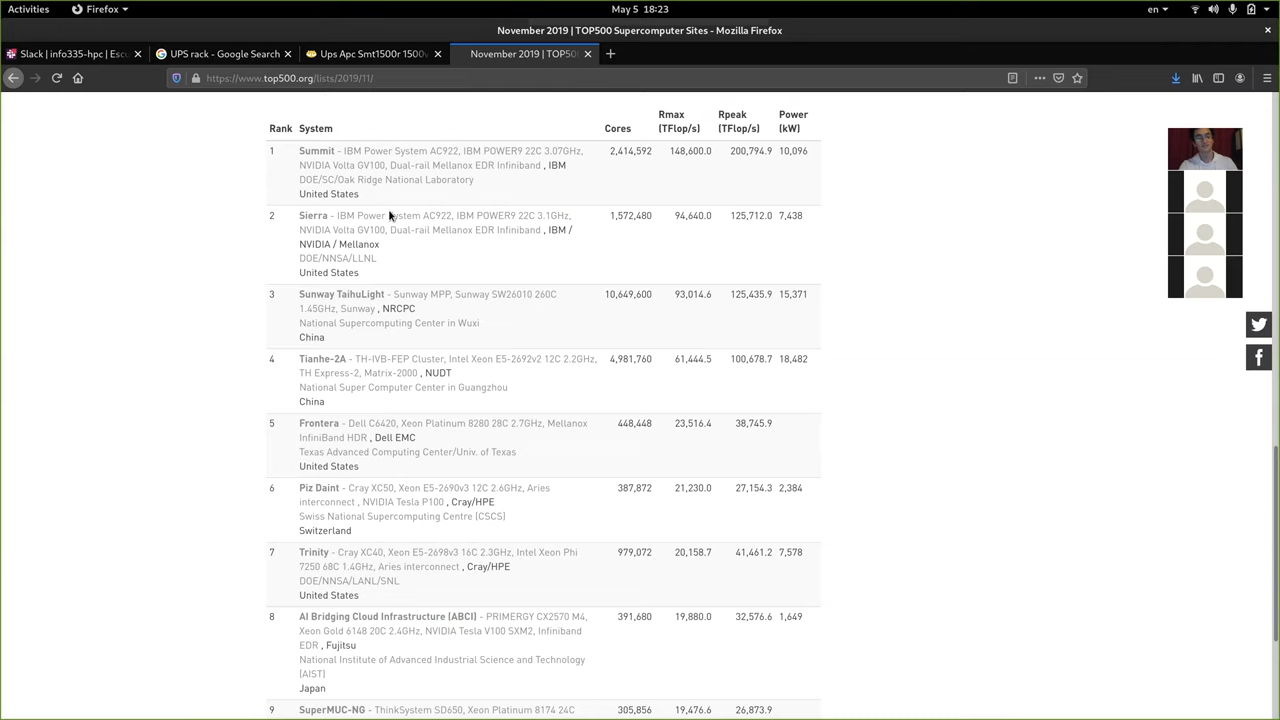 Activities
Firefox
May 5 18:23
en
November 2019 | TOP500 Supercomputer Sites - Mozilla Firefox
Slack | info335-hpc | Escu
UPS rack - Google Search
Ups Apc Smt1500r 1500v
November 2019 | TOP500
https://www.top500.org/lists/2019/11/
Rank System Cores Rmax (TFlop/s) Rpeak (TFlop/s) Power (kW)
1 Summit - IBM Power System AC922, IBM POWER9 22C 3.07GHz, 2,414,592 148,600.0 200,794.9 10,096
NVIDIA Volta GV100, Dual-rail Mellanox EDR Infiniband , IBM
DOE/SC/Oak Ridge National Laboratory
United States
2 Sierra - IBM Power System AC922, IBM POWER9 22C 3.1GHz, 1,572,480 94,640.0 125,712.0 7,438
NVIDIA Volta GV100, Dual-rail Mellanox EDR Infiniband , IBM /
NVIDIA / Mellanox
DOE/NNSA/LLNL
United States
3 Sunway TaihuLight - Sunway MPP, Sunway SW26010 260C 10,649,600 93,014.6 125,435.9 15,371
1.45GHz, Sunway , NRCPC
National Supercomputing Center in Wuxi
China
4 Tianhe-2A - TH-IVB-FEP Cluster, Intel Xeon E5-2692v2 12C 2.2GHz, 4,981,760 61,444.5 100,678.7 18,482
TH Express-2, Matrix-2000 , NUDT
National Super Computer Center in Guangzhou
China
5 Frontera - Dell C6420, Xeon Platinum 8280 28C 2.7GHz, Mellanox 448,448 23,516.4 38,745.9
InfiniBand HDR , Dell EMC
Texas Advanced Computing Center/Univ. of Texas
United States
6 Piz Daint - Cray XC50, Xeon E5-2690v3 12C 2.6GHz, Aries 387,872 21,230.0 27,154.3 2,384
interconnect , NVIDIA Tesla P100 , Cray/HPE
Swiss National Supercomputing Centre (CSCS)
Switzerland
7 Trinity - Cray XC40, Xeon E5-2698v3 16C 2.3GHz, Intel Xeon Phi 979,072 20,158.7 41,461.2 7,578
7250 68C 1.4GHz, Aries interconnect , Cray/HPE
DOE/NNSA/LANL/SNL
United States
8 AI Bridging Cloud Infrastructure (ABCI) - PRIMERGY CX2570 M4, 391,680 19,880.0 32,576.6 1,649
Xeon Gold 6148 20C 2.4GHz, NVIDIA Tesla V100 SXM2, Infiniband
EDR , Fujitsu
National Institute of Advanced Industrial Science and Technology
(AIST)
Japan
9 SuperMUC-NG - ThinkSystem SD650, Xeon Platinum 8174 24C 305,856 19,476.6 26,873.9